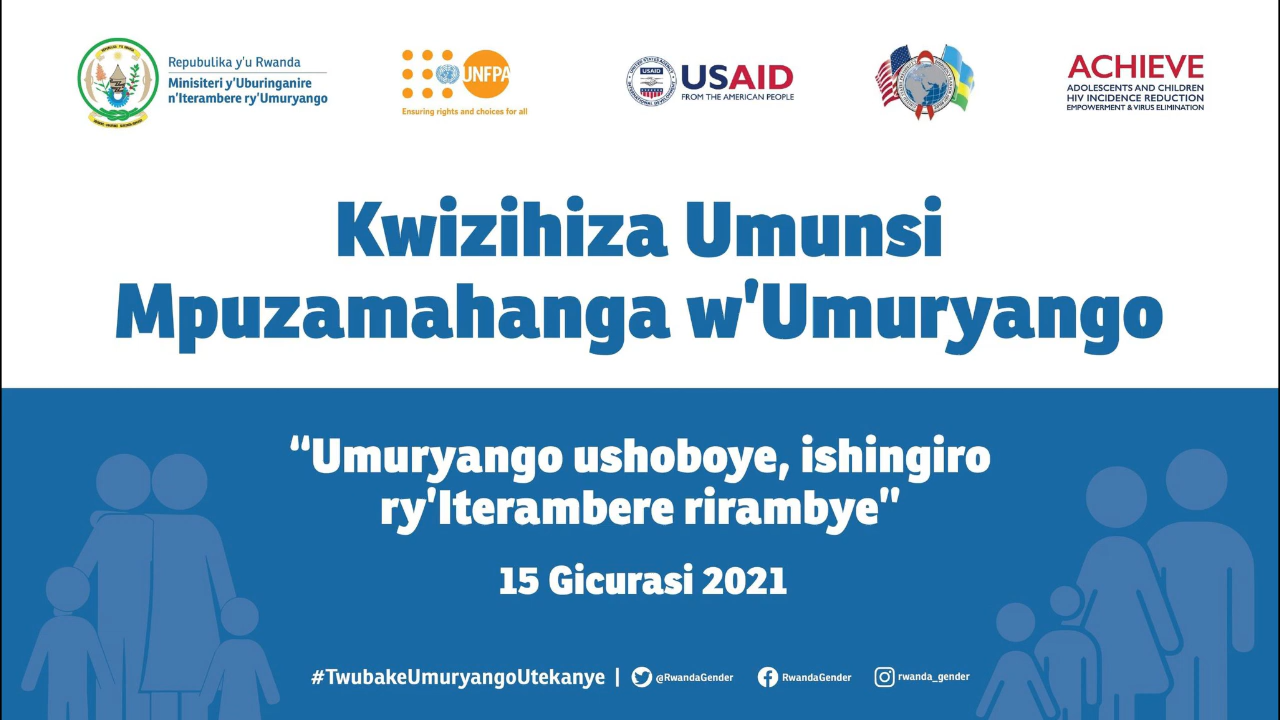 Repubulika y'u Rwanda
Minisiteri y'Uburinganire
n'Iterambere ry'Umuryango
UNFPA
Ensuring rights and choices for all
USAID
USAID
FROM THE AMERICAN PEOPLE
ACHIEVE
ADOLESCENTS AND CHILDREN
HIV INCIDENCE REDUCTION
EMPOWERMENT & VIRUS ELIMINATION
Kwizihiza Umunsi
Mpuzamahanga w'Umuryango
“Umuryango ushoboye, ishingiro
ry'Iterambere rirambye"
15 Gicurasi 2021
#TwubakeUmuryangoUtekanye | @RwandaGender RwandaGender rwanda_gender